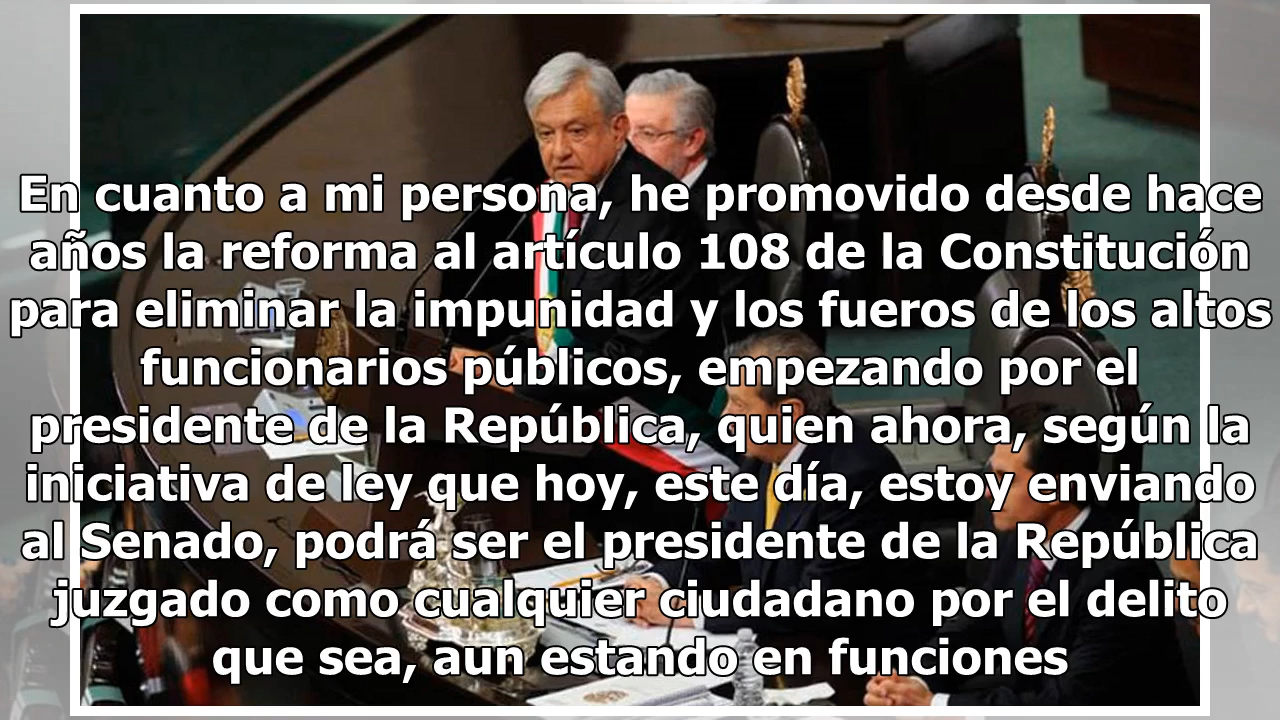 En cuanto a mi persona, he promovido desde hace
años la reforma al artículo 108 de la Constitución
para eliminar la impunidad y los fueros de los altos
funcionarios públicos, empezando por el
presidente de la República, quien ahora, según la
iniciativa de ley que hoy, este día, estoy enviando
al Senado, podrá ser el presidente de la República
juzgado como cualquier ciudadano por el delito
que sea, aun estando en funciones